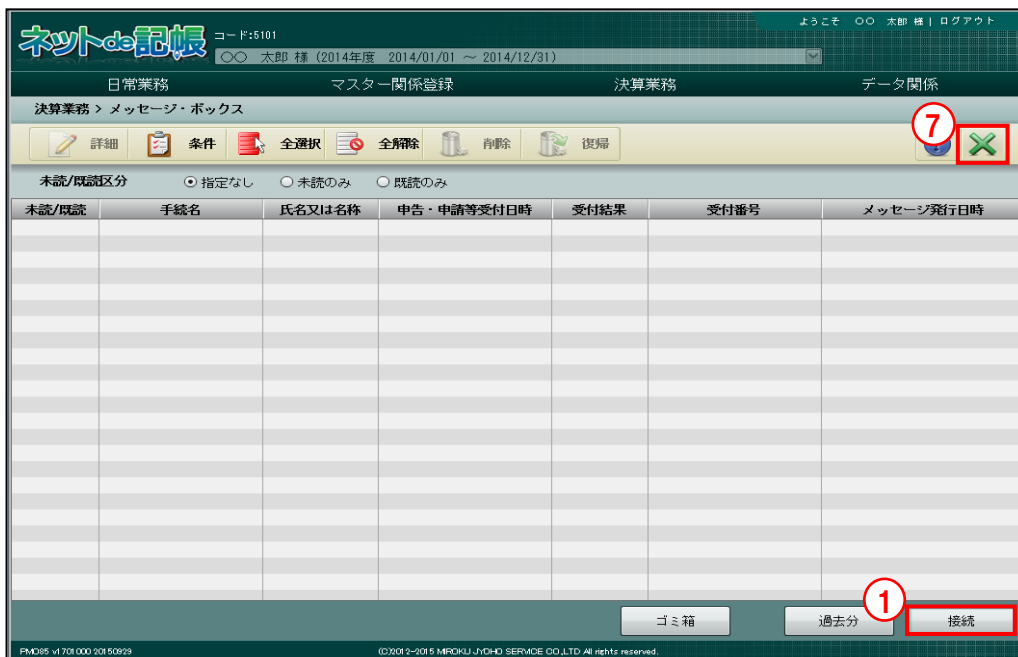 ようこそ 〇〇 太郎 様 | ログアウト
ネットde記帳 コード:5101
〇〇 太郎 様 (2014年度 2014/01/01 ～ 2014/12/31)
日常業務 マスター関係登録 決算業務 データ関係
決算業務 > メッセージ・ボックス
7
詳細 条件 全選択 全解除 削除 復帰
未読/既読区分 指定なし 未読のみ 既読のみ
未読/既読 手続名 氏名又は名称 申告・申請等受付日時 受付結果 受付番号 メッセージ発行日時
1
ゴミ箱 過去分 接続
PMD85 v1.701.000 20150929 (C)2012-2015 MIROKU JYOHO SERVICE CO.,LTD All rights reserved.